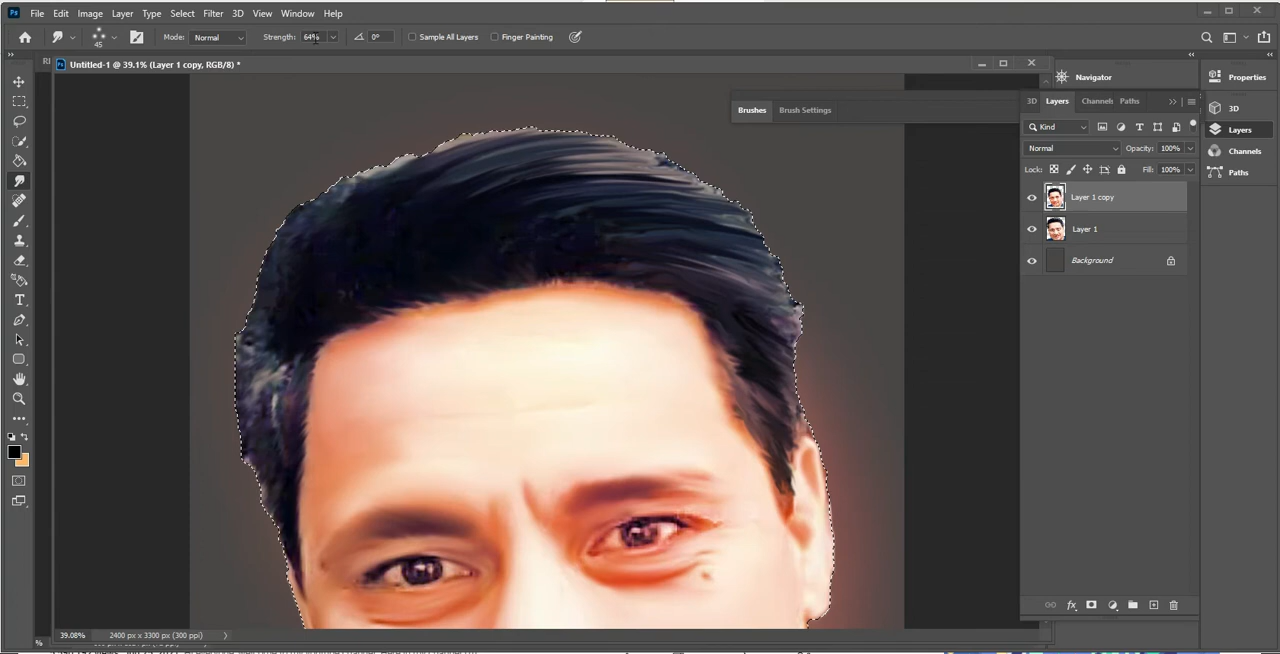 Ps File Edit Image Layer Type Select Filter 3D View Window Help
45 Mode: Normal Strength: 64% 0° Sample All Layers Finger Painting
Untitled-1 @ 39.1% (Layer 1 copy, RGB/8) *
Navigator
Properties
3D Layers Channels Paths
Brushes Brush Settings
3D
Kind
Layers
Normal Opacity: 100%
Channels
Lock: Fill: 100%
Paths
Layer 1 copy
Layer 1
Background
39.08% 2400 px x 3300 px (300 ppi)
%